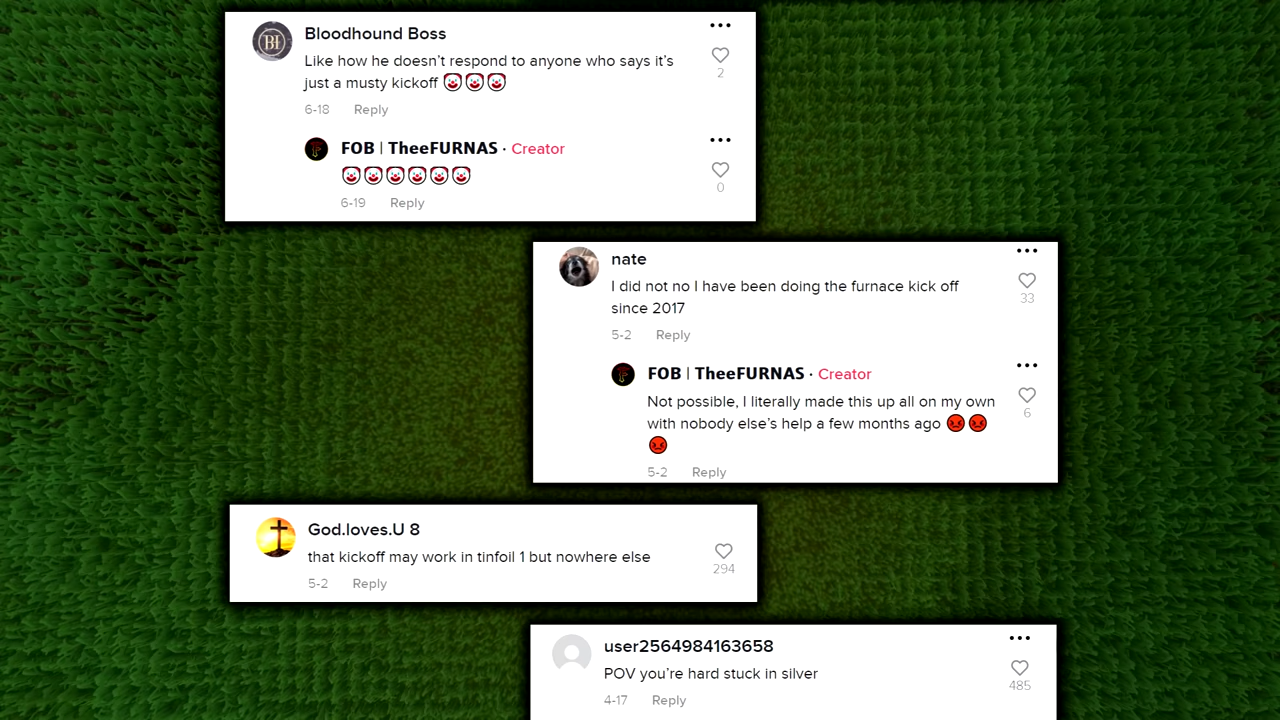 Bloodhound Boss
Like how he doesn’t respond to anyone who says it’s
just a musty kickoff 🤡🤡🤡
2
6-18 Reply
FOB | TheeFURNAS · Creator
🤡🤡🤡🤡🤡🤡
0
6-19 Reply
nate
I did not no I have been doing the furnace kick off
since 2017
33
5-2 Reply
FOB | TheeFURNAS · Creator
Not possible, I literally made this up all on my own
with nobody else’s help a few months ago 😡😡
😡
6
5-2 Reply
God.loves.U 8
that kickoff may work in tinfoil 1 but nowhere else
294
5-2 Reply
user2564984163658
POV you’re hard stuck in silver
485
4-17 Reply